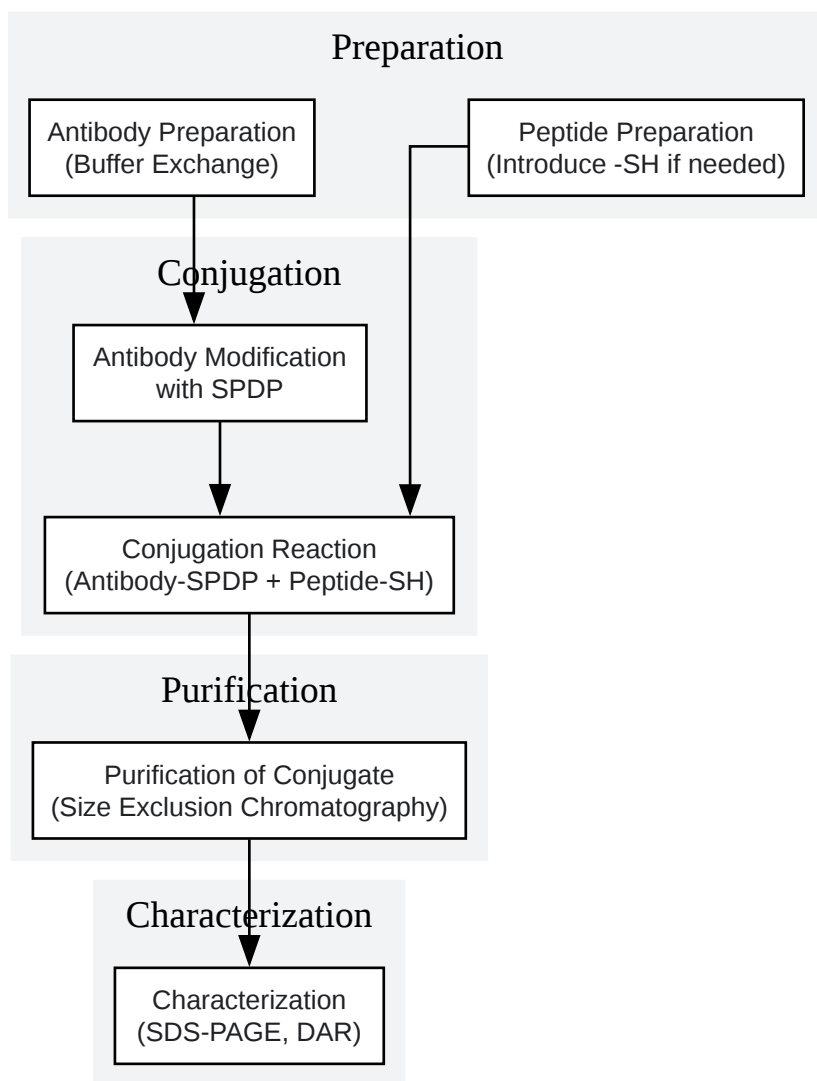 Preparation
Antibody Preparation
(Buffer Exchange)
Peptide Preparation
(Introduce -SH if needed)
Conjugation
Antibody Modification
with SPDP
Conjugation Reaction
(Antibody-SPDP + Peptide-SH)
Purification
Purification of Conjugate
(Size Exclusion Chromatography)
Characterization
Characterization
(SDS-PAGE, DAR)